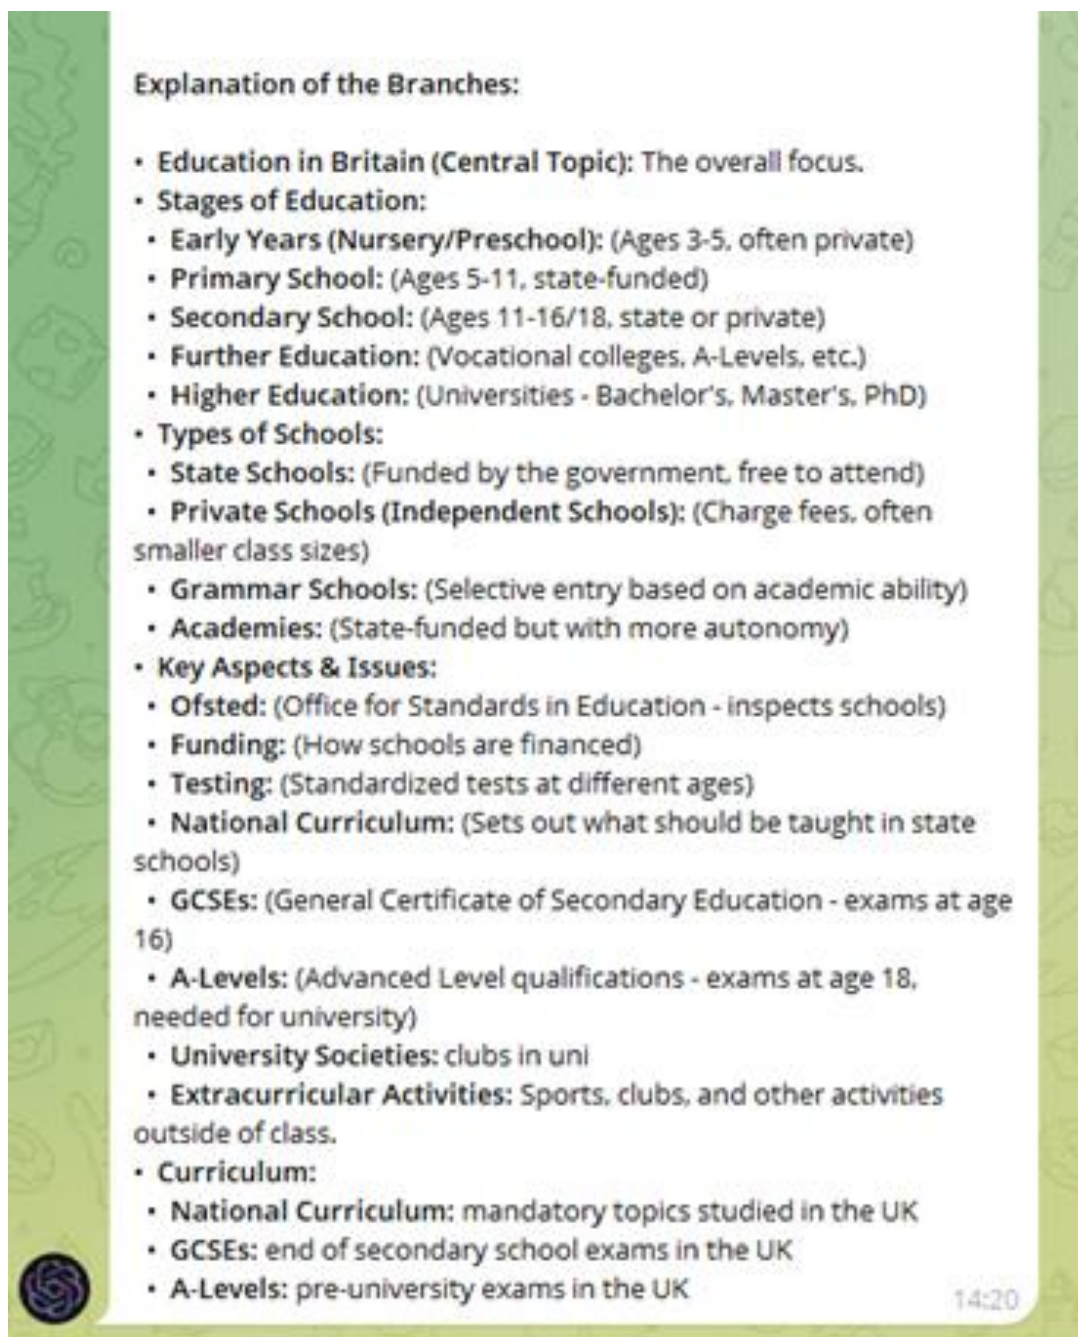 Explanation of the Branches:
• Education in Britain (Central Topic): The overall focus.
• Stages of Education:
• Early Years (Nursery/Preschool): (Ages 3-5, often private)
• Primary School: (Ages 5-11, state-funded)
• Secondary School: (Ages 11-16/18, state or private)
• Further Education: (Vocational colleges, A-Levels, etc.)
• Higher Education: (Universities - Bachelor's, Master's, PhD)
• Types of Schools:
• State Schools: (Funded by the government, free to attend)
• Private Schools (Independent Schools): (Charge fees, often
smaller class sizes)
• Grammar Schools: (Selective entry based on academic ability)
• Academies: (State-funded but with more autonomy)
• Key Aspects & Issues:
• Ofsted: (Office for Standards in Education - inspects schools)
• Funding: (How schools are financed)
• Testing: (Standardized tests at different ages)
• National Curriculum: (Sets out what should be taught in state
schools)
• GCSEs: (General Certificate of Secondary Education - exams at age
16)
• A-Levels: (Advanced Level qualifications - exams at age 18,
needed for university)
• University Societies: clubs in uni
• Extracurricular Activities: Sports, clubs, and other activities
outside of class.
• Curriculum:
• National Curriculum: mandatory topics studied in the UK
• GCSEs: end of secondary school exams in the UK
• A-Levels: pre-university exams in the UK
14:20